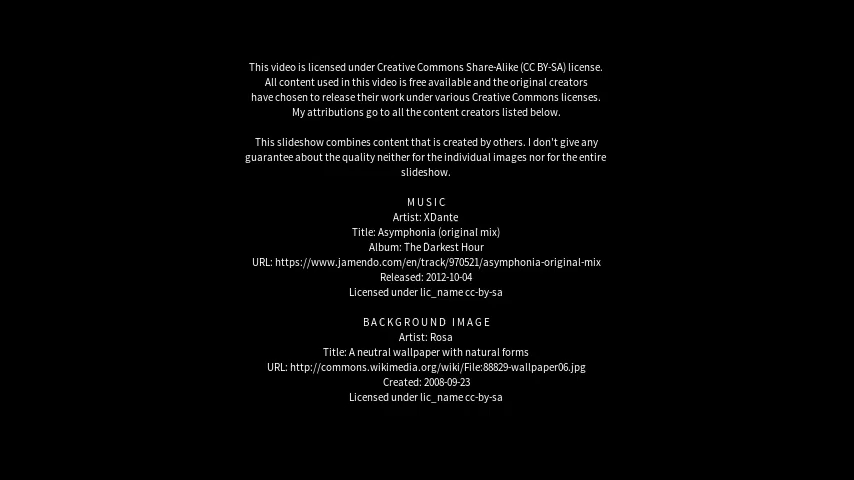 This video is licensed under Creative Commons Share-Alike (CC BY-SA) license.
All content used in this video is free available and the original creators
have chosen to release their work under various Creative Commons licenses.
My attributions go to all the content creators listed below.
This slideshow combines content that is created by others. I don't give any
guarantee about the quality neither for the individual images nor for the entire
slideshow.
MUSIC
Artist: XDante
Title: Asymphonia (original mix)
Album: The Darkest Hour
URL: https://www.jamendo.com/en/track/970521/asymphonia-original-mix
Released: 2012-10-04
Licensed under lic_name cc-by-sa
BACKGROUND IMAGE
Artist: Rosa
Title: A neutral wallpaper with natural forms
URL: http://commons.wikimedia.org/wiki/File:88829-wallpaper06.jpg
Created: 2008-09-23
Licensed under lic_name cc-by-sa